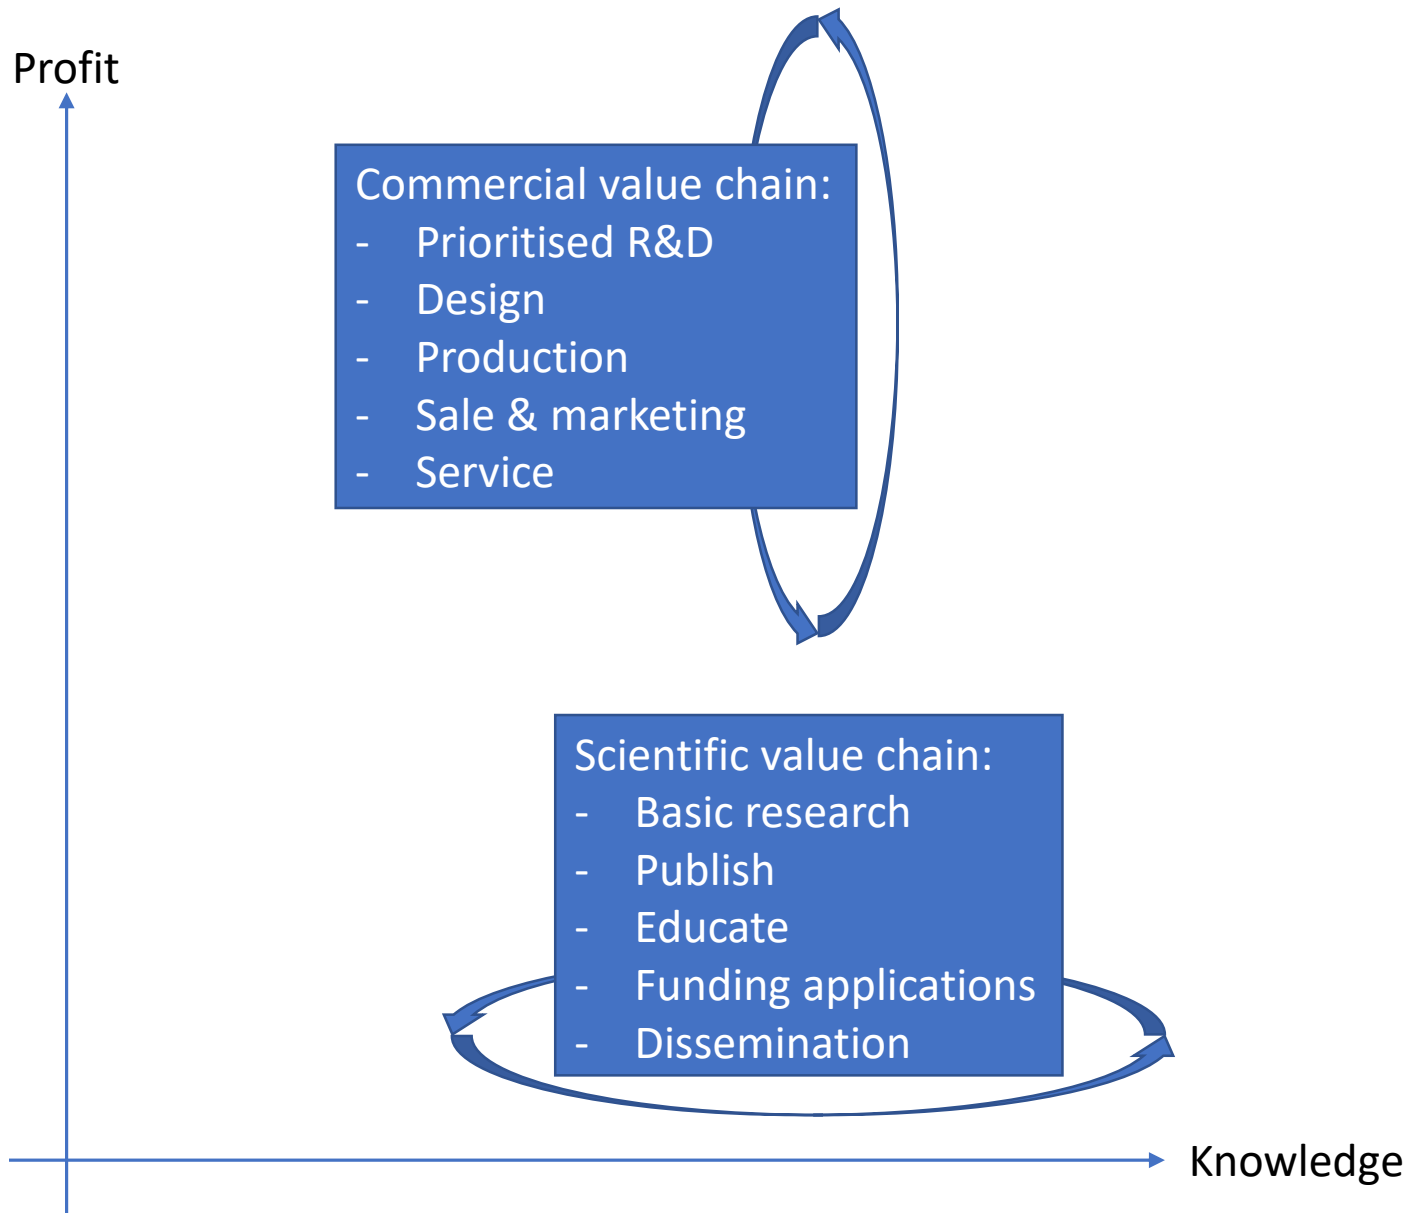 Profit
Commercial value chain:
- Prioritised R&D
- Design
- Production
- Sale & marketing
- Service
Scientific value chain:
- Basic research
- Publish
- Educate
- Funding applications
- Dissemination
Knowledge